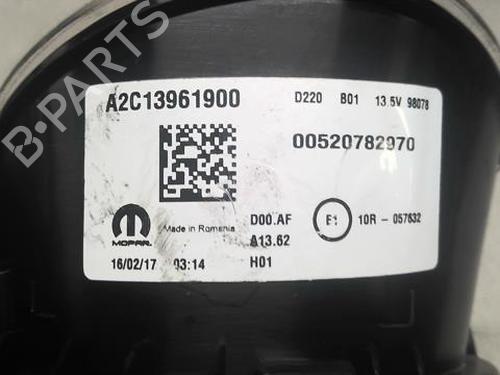 B-PARTS
A2C13961900 D220 B01 13.5V 98078
00520782970
MOPAR
Made in Romania
D00.AF E1 10R - 057632
A13.62
16/02/17 03:14 H01